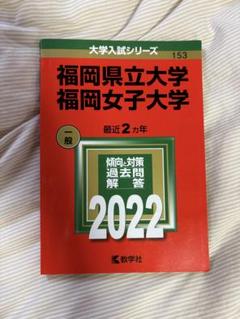 大学入試シリーズ
153
福岡県立大学
福岡女子大学
一般
最近2カ年
傾向と対策
過去問
解答
2022
教学社